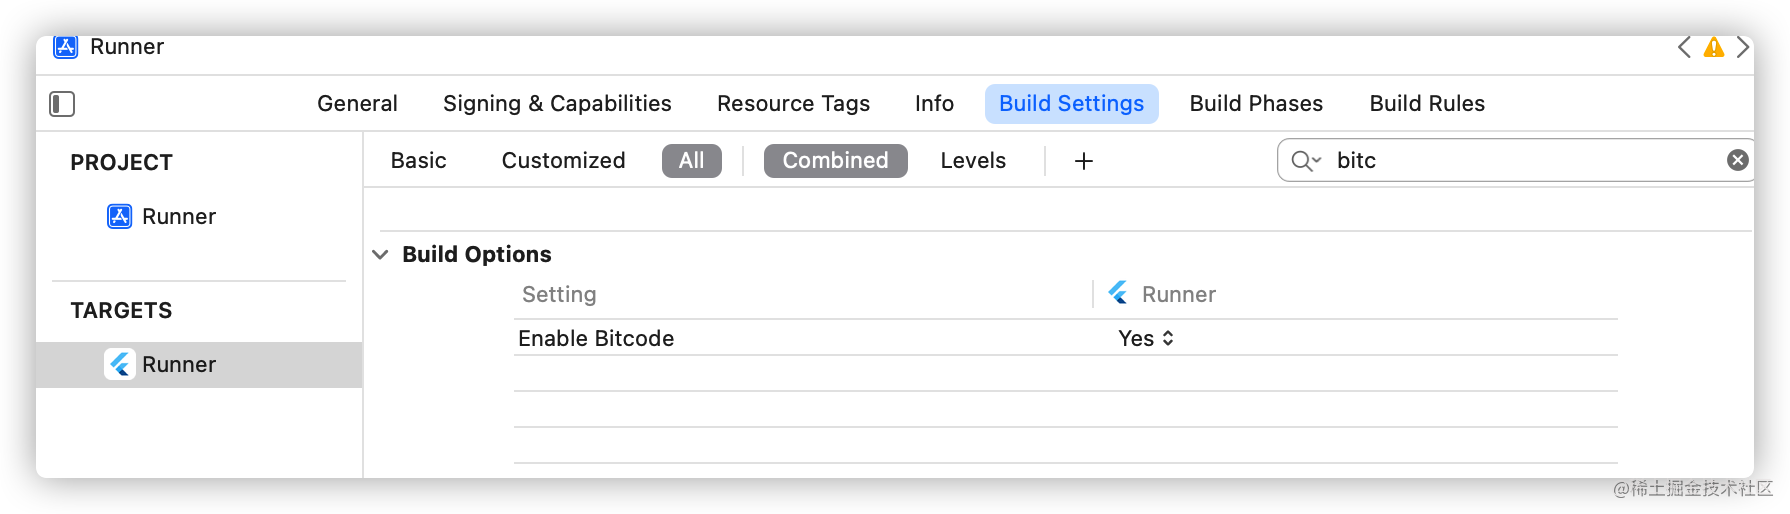 Runner
General Signing & Capabilities Resource Tags Info Build Settings Build Phases Build Rules
PROJECT
Basic Customized All Combined Levels + bitc
Runner
Build Options
Setting Runner
TARGETS
Enable Bitcode Yes
Runner
@稀土掘金技术社区